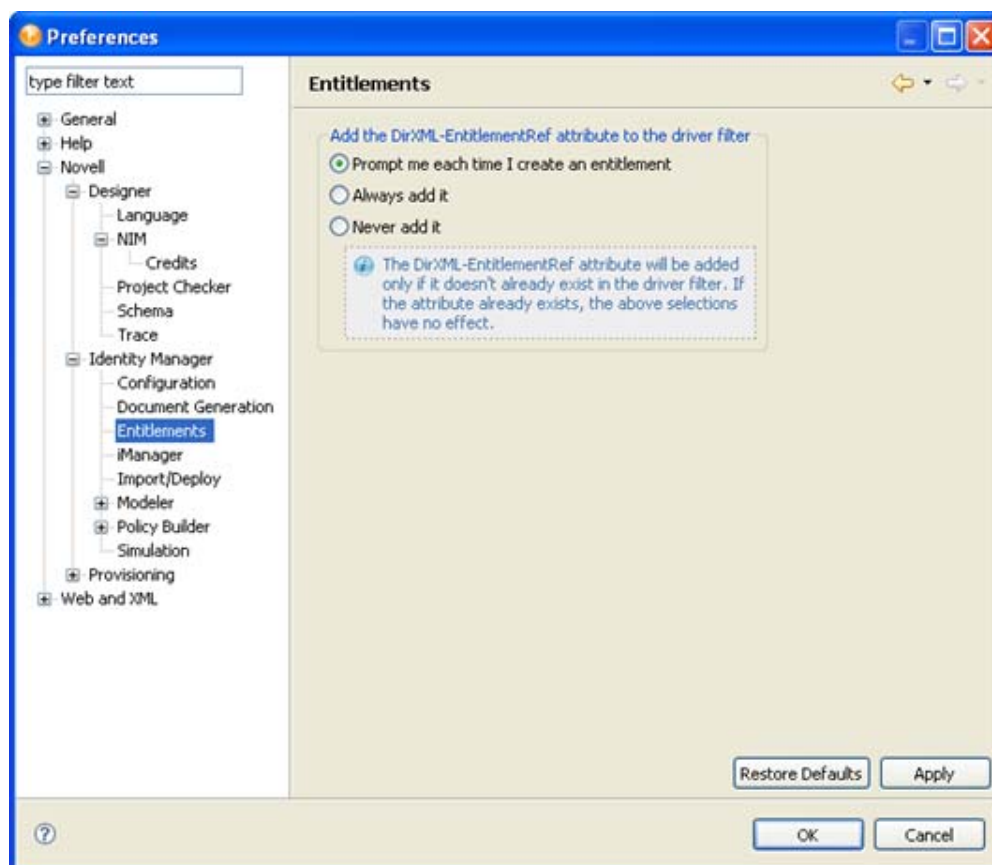 Preferences
type filter text
General
Help
Novell
Designer
Language
NIM
Credits
Project Checker
Schema
Trace
Identity Manager
Configuration
Document Generation
Entitlements
iManager
Import/Deploy
Modeler
Policy Builder
Simulation
Provisioning
Web and XML
Entitlements
Add the DirXML-EntitlementRef attribute to the driver filter
Prompt me each time I create an entitlement
Always add it
Never add it
The DirXML-EntitlementRef attribute will be added
only if it doesn't already exist in the driver filter. If
the attribute already exists, the above selections
have no effect.
Restore Defaults
Apply
OK
Cancel